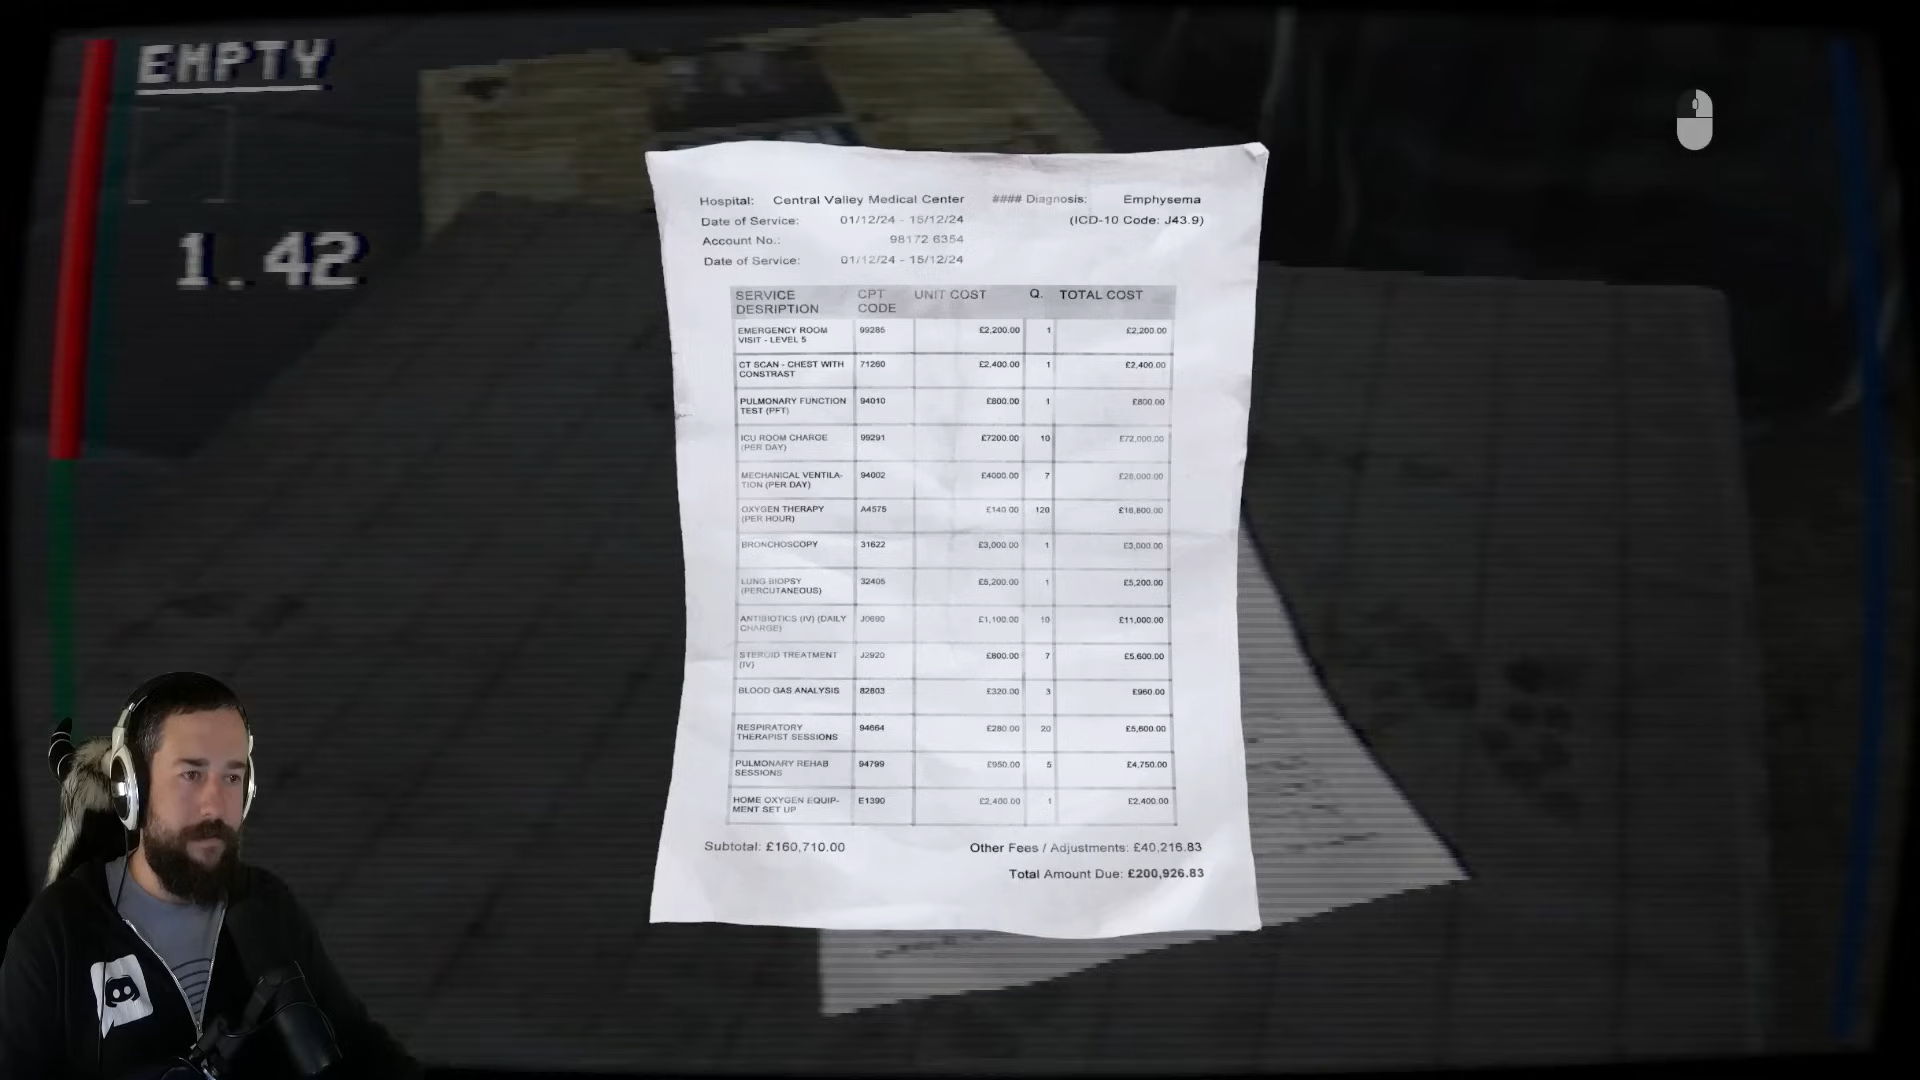 EMPTY
1.42
Hospital: Central Valley Medical Center #### Diagnosis: Emphysema
Date of Service: 01/12/24 - 15/12/24 (ICD-10 Code: J43.9)
Account No.: 98172 6354
Date of Service: 01/12/24 - 15/12/24
SERVICE CPT UNIT COST Q. TOTAL COST
DESRIPTION CODE
EMERGENCY ROOM 99285 £2,200.00 1 £2,200.00
VISIT - LEVEL 5
CT SCAN - CHEST WITH 71260 £2,400.00 1 £2,400.00
CONSTRAST
PULMONARY FUNCTION 94010 £800.00 1 £800.00
TEST (PFT)
ICU ROOM CHARGE 99291 £7200.00 10 £72,000.00
(PER DAY)
MECHANICAL VENTILA- 94002 £4000.00 7 £28,000.00
TION (PER DAY)
OXYGEN THERAPY A4575 £140.00 120 £16,800.00
(PER HOUR)
BRONCHOSCOPY 31622 £3,000.00 1 £3,000.00
LUNG BIOPSY 32405 £5,200.00 1 £5,200.00
(PERCUTANEOUS)
ANTIBIOTICS (IV) (DAILY J0690 £1,100.00 10 £11,000.00
CHARGE)
STEROID TREATMENT J2920 £800.00 7 £5,600.00
(IV)
BLOOD GAS ANALYSIS 82803 £320.00 3 £960.00
RESPIRATORY 94664 £280.00 20 £5,600.00
THERAPIST SESSIONS
PULMONARY REHAB 94799 £950.00 5 £4,750.00
SESSIONS
HOME OXYGEN EQUIP- E1390 £2,400.00 1 £2,400.00
MENT SET UP
Subtotal: £160,710.00 Other Fees / Adjustments: £40,216.83
Total Amount Due: £200,926.83